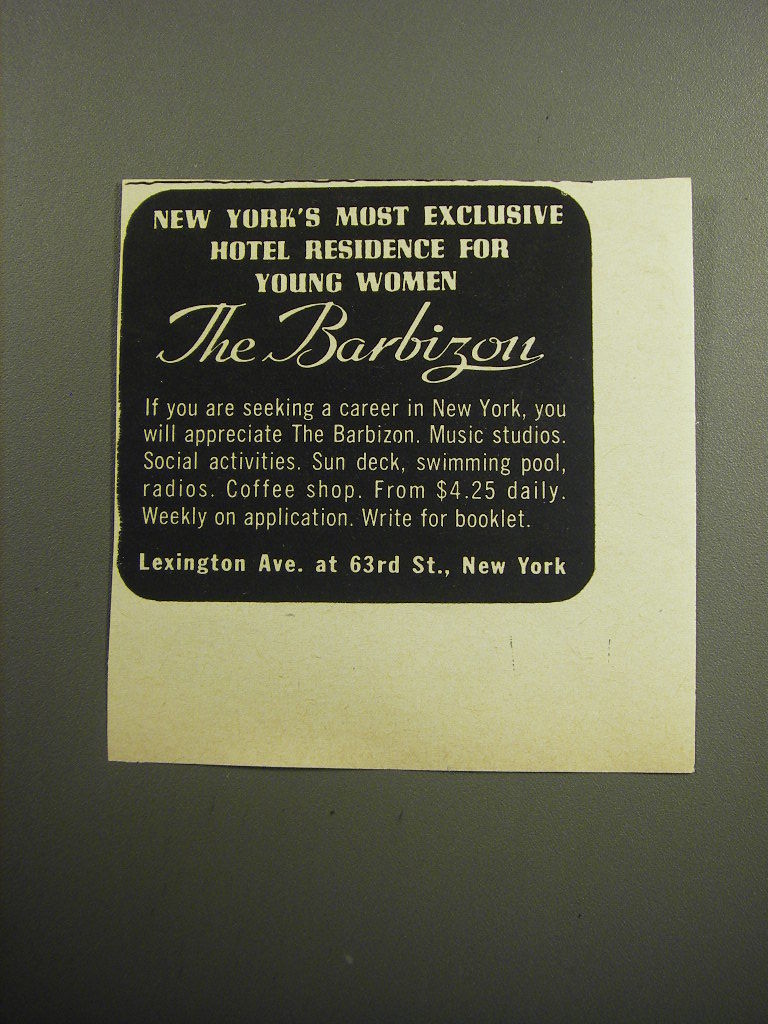 NEW YORK'S MOST EXCLUSIVE
HOTEL RESIDENCE FOR
YOUNG WOMEN
The Barbizon
If you are seeking a career in New York, you
will appreciate The Barbizon. Music studios.
Social activities. Sun deck, swimming pool,
radios. Coffee shop. From $4.25 daily.
Weekly on application. Write for booklet.
Lexington Ave. at 63rd St., New York